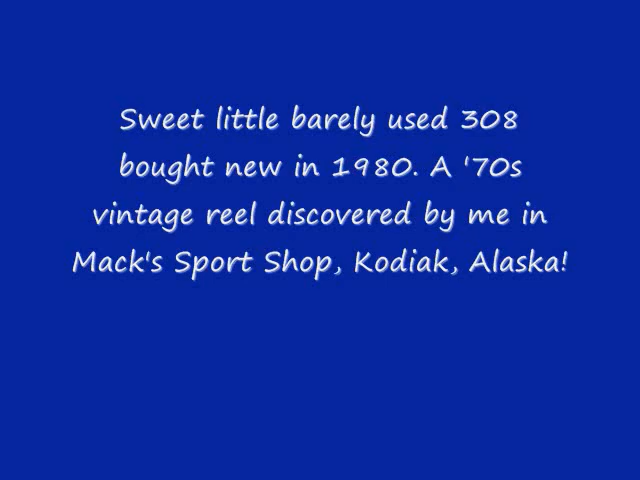 Sweet little barely used 308
bought new in 1980. A '70s
vintage reel discovered by me in
Mack's Sport Shop, Kodiak, Alaska!